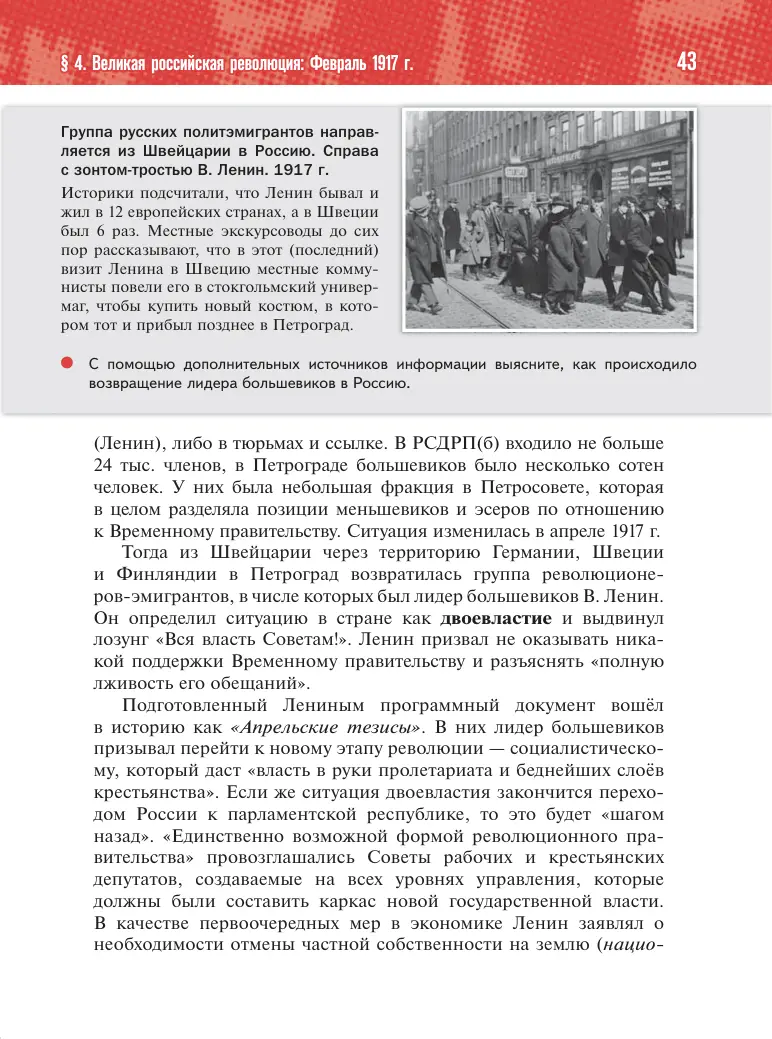 § 4. Великая российская революция: Февраль 1917 г.
43
Группа русских политэмигрантов направ-
ляется из Швейцарии в Россию. Справа
с зонтом-тростью В. Ленин. 1917 г.
Историки подсчитали, что Ленин бывал и
жил в 12 европейских странах, а в Швеции
был 6 раз. Местные экскурсоводы до сих
пор рассказывают, что в этот (последний)
визит Ленина в Швецию местные комму-
нисты повели его в стокгольмский универ-
маг, чтобы купить новый костюм, в кото-
ром тот и прибыл позднее в Петроград.
С помощью дополнительных источников информации выясните, как происходило
возвращение лидера большевиков в Россию.
(Ленин), либо в тюрьмах и ссылке. В РСДРП(б) входило не больше
24 тыс. членов, в Петрограде большевиков было несколько сотен
человек. У них была небольшая фракция в Петросовете, которая
в целом разделяла позиции меньшевиков и эсеров по отношению
к Временному правительству. Ситуация изменилась в апреле 1917 г.
Тогда из Швейцарии через территорию Германии, Швеции
и Финляндии в Петроград возвратилась группа революционе-
ров-эмигрантов, в числе которых был лидер большевиков В. Ленин.
Он определил ситуацию в стране как двоевластие и выдвинул
лозунг «Вся власть Советам!». Ленин призвал не оказывать ника-
кой поддержки Временному правительству и разъяснять «полную
лживость его обещаний».
Подготовленный Лениным программный документ вошёл
в историю как «Апрельские тезисы». В них лидер большевиков
призывал перейти к новому этапу революции — социалистическо-
му, который даст «власть в руки пролетариата и беднейших слоёв
крестьянства». Если же ситуация двоевластия закончится перехо-
дом России к парламентской республике, то это будет «шагом
назад». «Единственно возможной формой революционного пра-
вительства» провозглашались Советы рабочих и крестьянских
депутатов, создаваемые на всех уровнях управления, которые
должны были составить каркас новой государственной власти.
В качестве первоочередных мер в экономике Ленин заявлял о
необходимости отмены частной собственности на землю (нацио-